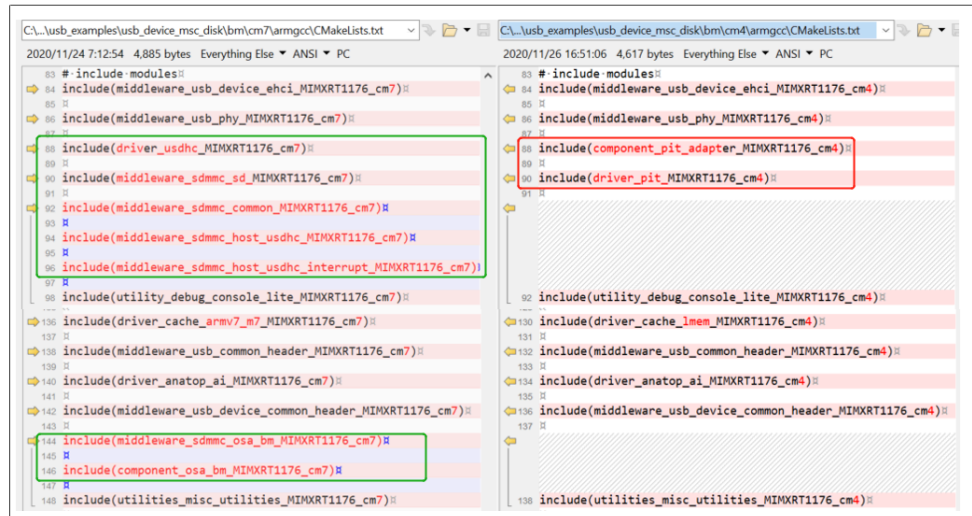 C:\...\usb_examples\usb_device_msc_disk\bm\cm7\armgcc\CMakeLists.txt
2020/11/24 7:12:54 4,885 bytes Everything Else ▼ ANSI ▼ PC
83 # include modules
84 include(middleware_usb_device_ehci_MIMXRT1176_cm7)
85
86 include(middleware_usb_phy_MIMXRT1176_cm7)
87
88 include(driver_usdhc_MIMXRT1176_cm7)
89
90 include(middleware_sdmmc_sd_MIMXRT1176_cm7)
91
92 include(middleware_sdmmc_common_MIMXRT1176_cm7)
93
94 include(middleware_sdmmc_host_usdhc_MIMXRT1176_cm7)
95
96 include(middleware_sdmmc_host_usdhc_interrupt_MIMXRT1176_cm7)
97
98 include(utility_debug_console_lite_MIMXRT1176_cm7)
136 include(driver_cache_armv7_m7_MIMXRT1176_cm7)
137
138 include(middleware_usb_common_header_MIMXRT1176_cm7)
139
140 include(driver_anatop_ai_MIMXRT1176_cm7)
141
142 include(middleware_usb_device_common_header_MIMXRT1176_cm7)
143
144 include(middleware_sdmmc_osa_bm_MIMXRT1176_cm7)
145
146 include(component_osa_bm_MIMXRT1176_cm7)
147
148 include(utilities_misc_utilities_MIMXRT1176_cm7)
C:\...\usb_examples\usb_device_msc_disk\bm\cm4\armgcc\CMakeLists.txt
2020/11/26 16:51:06 4,617 bytes Everything Else ▼ ANSI ▼ PC
83 # include modules
84 include(middleware_usb_device_ehci_MIMXRT1176_cm4)
85
86 include(middleware_usb_phy_MIMXRT1176_cm4)
87
88 include(component_pit_adapter_MIMXRT1176_cm4)
89
90 include(driver_pit_MIMXRT1176_cm4)
91
92 include(utility_debug_console_lite_MIMXRT1176_cm4)
130 include(driver_cache_lmem_MIMXRT1176_cm4)
131
132 include(middleware_usb_common_header_MIMXRT1176_cm4)
133
134 include(driver_anatop_ai_MIMXRT1176_cm4)
135
136 include(middleware_usb_device_common_header_MIMXRT1176_cm4)
137
138 include(utilities_misc_utilities_MIMXRT1176_cm4)